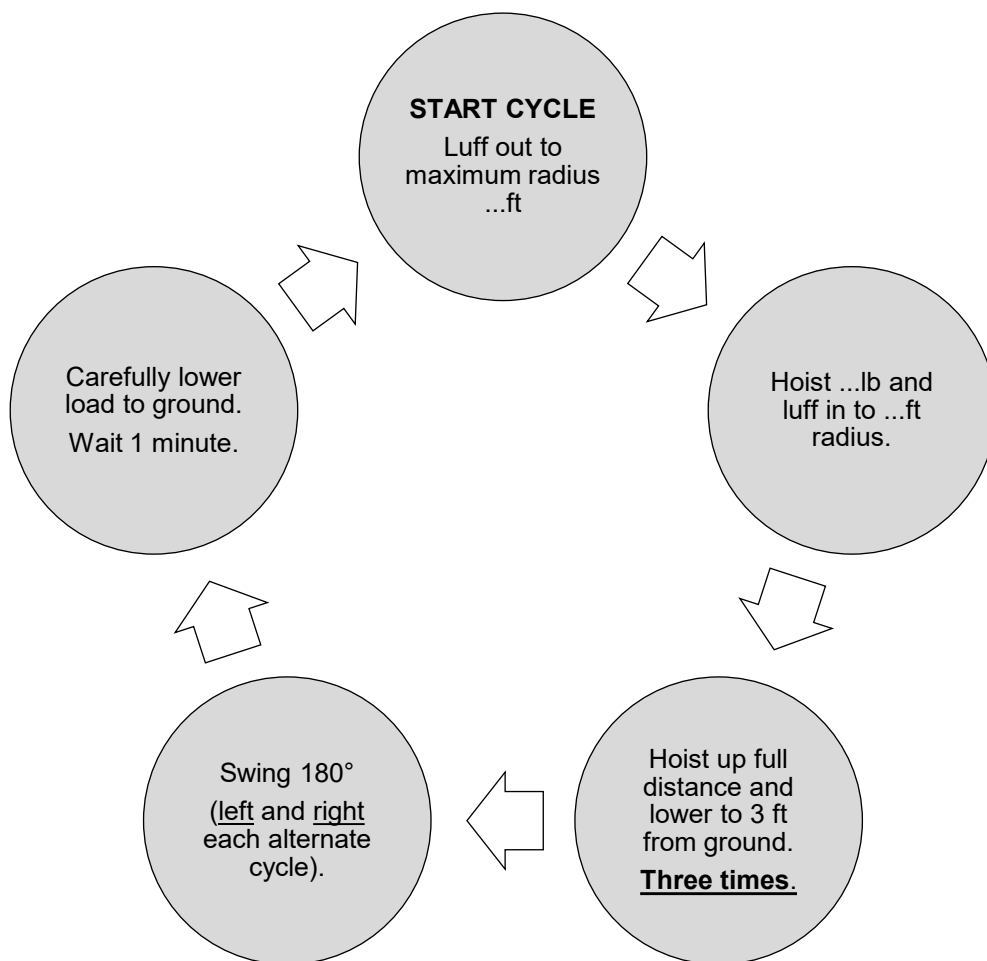 START CYCLE
Luff out to
maximum radius
...ft
Hoist ...lb and
luff in to ...ft
radius.
Hoist up full
distance and
lower to 3 ft
from ground.
Three times.
Swing 180°
(left and right
each alternate
cycle).
Carefully lower
load to ground.
Wait 1 minute.